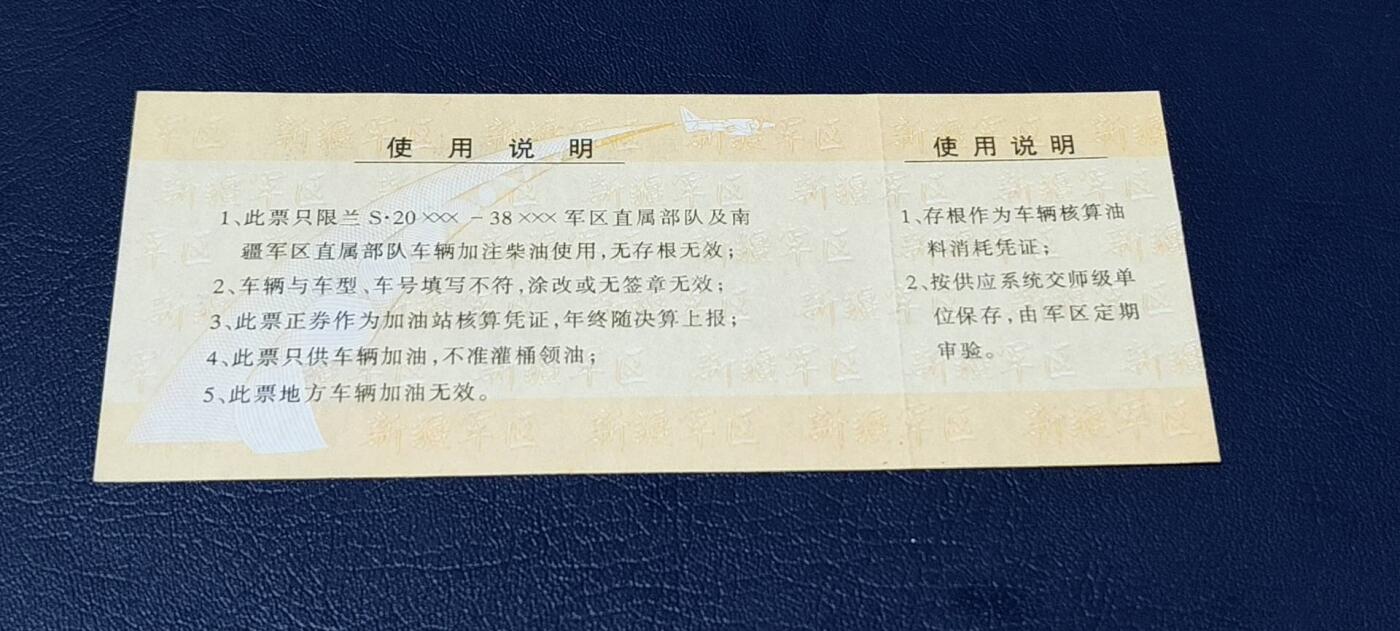 使用说明
1、此票只限兰S·20×××－38×××军区直属部队及南
疆军区直属部队车辆加注柴油使用,无存根无效；
2、车辆与车型、车号填写不符,涂改或无签章无效；
3、此票正券作为加油站核算凭证,年终随决算上报；
4、此票只供车辆加油,不准灌桶领油；
5、此票地方车辆加油无效。
使用说明
1、存根作为车辆核算油
料消耗凭证；
2、按供应系统交师级单
位保存,由军区定期
审验。
新疆军区